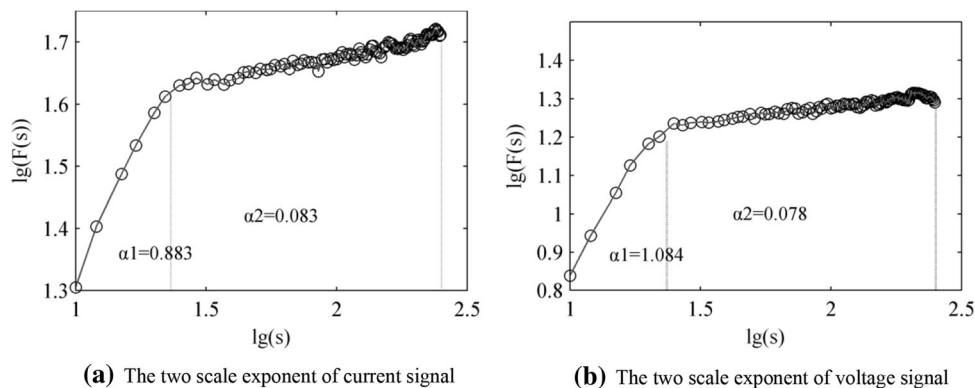 lg(F(s))
1.7
1.6
1.5
1.4
1.3
α1=0.883
α2=0.083
1
1.5
2
2.5
lg(s)
(a) The two scale exponent of current signal
lg(F(s))
1.4
1.3
1.2
1.1
1
0.9
0.8
α1=1.084
α2=0.078
1
1.5
2
2.5
lg(s)
(b) The two scale exponent of voltage signal